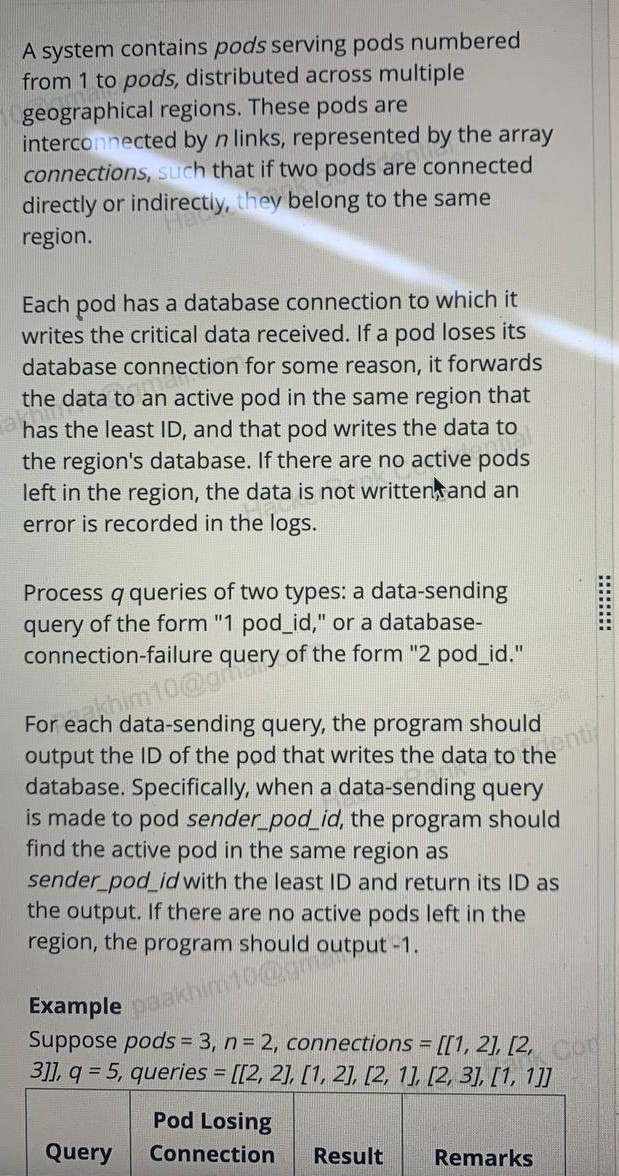 A system contains pods serving pods numbered
from 1 to pods, distributed across multiple
geographical regions. These pods are
interconnected by n links, represented by the array
connections, such that if two pods are connected
directly or indirectly, they belong to the same
region.
Each pod has a database connection to which it
writes the critical data received. If a pod loses its
database connection for some reason, it forwards
the data to an active pod in the same region that
has the least ID, and that pod writes the data to
the region's database. If there are no active pods
left in the region, the data is not written and an
error is recorded in the logs.
Process q queries of two types: a data-sending
query of the form "1 pod_id," or a database-
connection-failure query of the form "2 pod_id."
For each data-sending query, the program should
output the ID of the pod that writes the data to the
database. Specifically, when a data-sending query
is made to pod sender_pod_id, the program should
find the active pod in the same region as
sender_pod_id with the least ID and return its ID as
the output. If there are no active pods left in the
region, the program should output -1.
Example
Suppose pods = 3, n = 2, connections = [[1, 2], [2,
3]], q = 5, queries = [[2, 2], [1, 2], [2, 1], [2, 3], [1, 1]]
Pod Losing
Query Connection Result Remarks